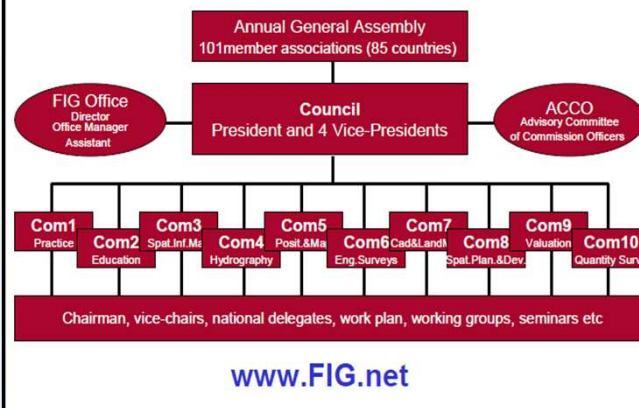 Annual General Assembly
101member associations (85 countries)
FIG Office
Director
Office Manager
Assistant
Council
President and 4 Vice-Presidents
ACCO
Advisory Committee
of Commission Officers
Com1
Practice
Com2
Education
Com3
Spat.Inf.Ma
Com4
Hydrography
Com5
Posit.&Ma
Com6
Eng.Surveys
Com7
Cad&LandM
Com8
Spat.Plan.&Dev.
Com9
Valuation
Com10
Quantity Surv
Chairman, vice-chairs, national delegates, work plan, working groups, seminars etc
www.FIG.net